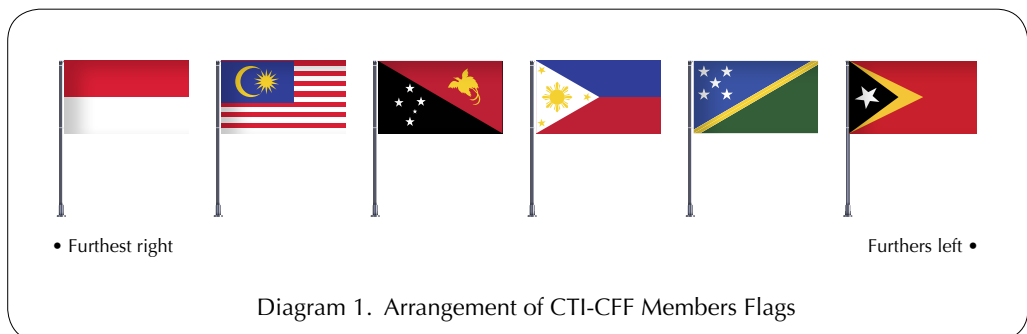 • Furthest right
Furthers left •
Diagram 1. Arrangement of CTI-CFF Members Flags